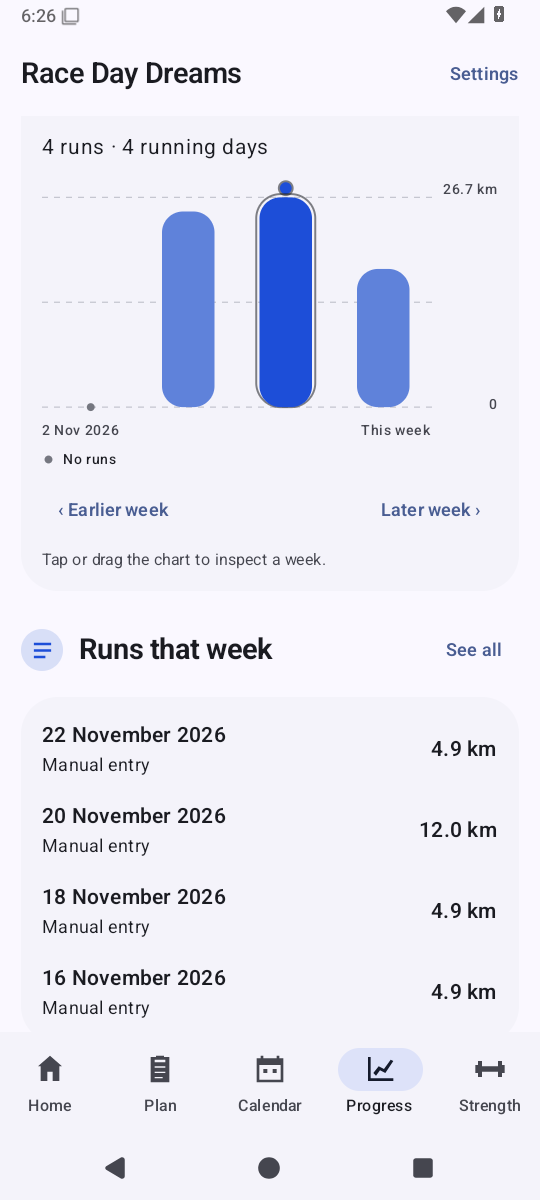 6:26
Race Day Dreams
Settings
4 runs · 4 running days
26.7 km
0
2 Nov 2026
This week
No runs
‹ Earlier week
Later week ›
Tap or drag the chart to inspect a week.
Runs that week
See all
22 November 2026
4.9 km
Manual entry
20 November 2026
12.0 km
Manual entry
18 November 2026
4.9 km
Manual entry
16 November 2026
4.9 km
Manual entry
Home
Plan
Calendar
Progress
Strength